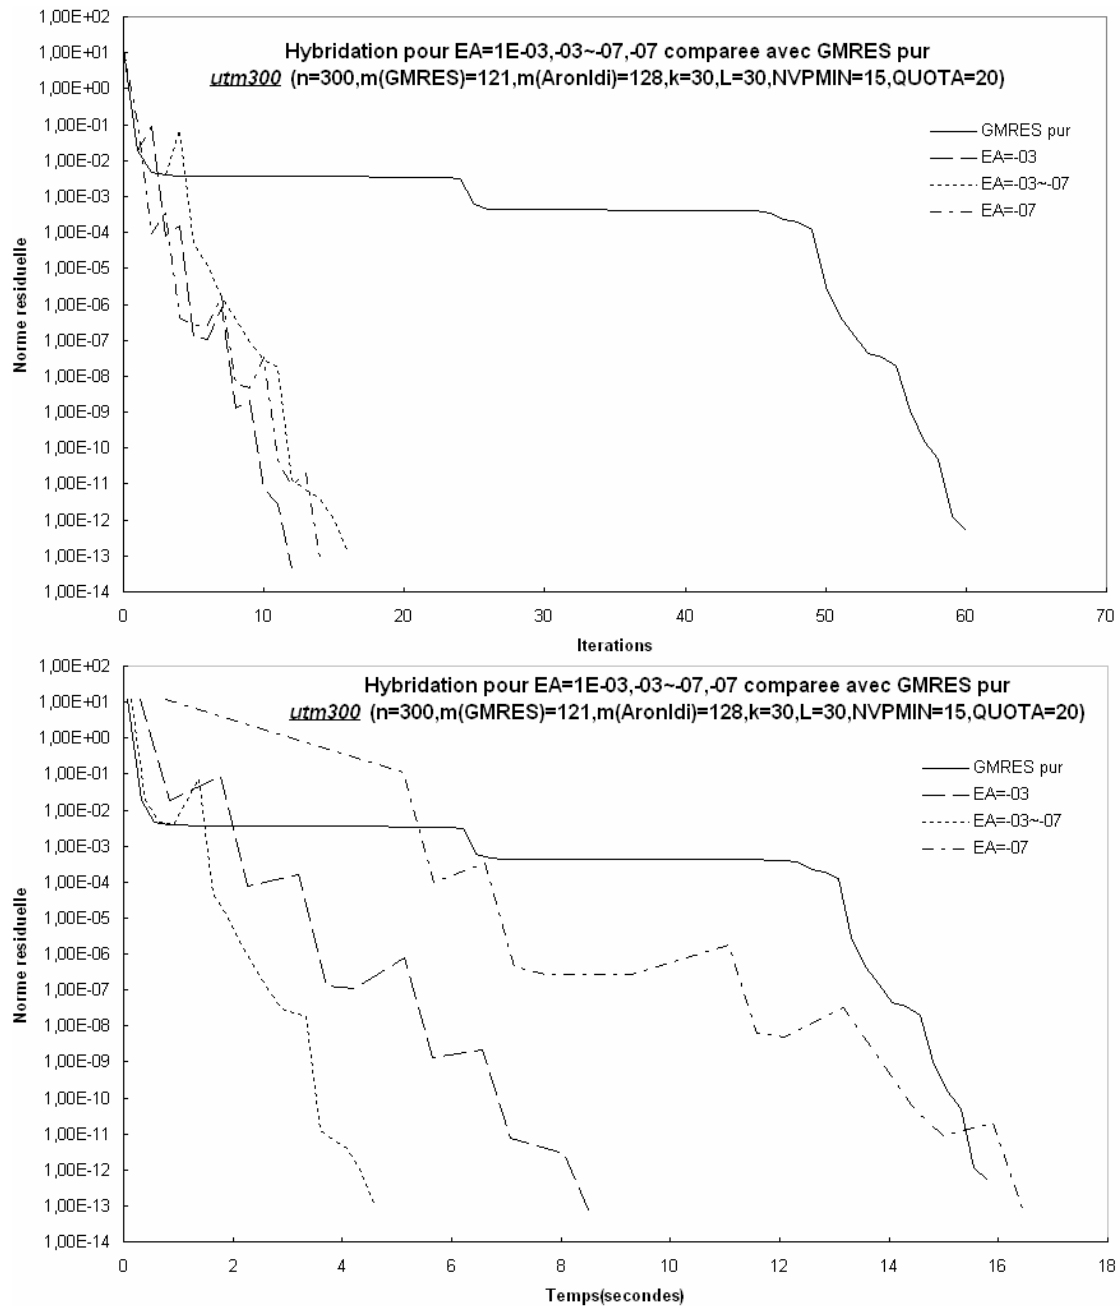 1,00E+02
Hybridation pour EA=1E-03,-03~-07,-07 comparee avec GMRES pur
utm300 (n=300,m(GMRES)=121,m(Aronldi)=128,k=30,L=30,NVPMIN=15,QUOTA=20)
1,00E+01
1,00E+00
1,00E-01
1,00E-02
1,00E-03
1,00E-04
1,00E-05
1,00E-06
1,00E-07
1,00E-08
1,00E-09
1,00E-10
1,00E-11
1,00E-12
1,00E-13
1,00E-14
Norme residuelle
GMRES pur
EA=-03
EA=-03~-07
EA=-07
0 10 20 30 40 50 60 70
Iterations
1,00E+02
Hybridation pour EA=1E-03,-03~-07,-07 comparee avec GMRES pur
utm300 (n=300,m(GMRES)=121,m(Aronldi)=128,k=30,L=30,NVPMIN=15,QUOTA=20)
1,00E+01
1,00E+00
1,00E-01
1,00E-02
1,00E-03
1,00E-04
1,00E-05
1,00E-06
1,00E-07
1,00E-08
1,00E-09
1,00E-10
1,00E-11
1,00E-12
1,00E-13
1,00E-14
Norme residuelle
GMRES pur
EA=-03
EA=-03~-07
EA=-07
0 2 4 6 8 10 12 14 16 18
Temps(secondes)